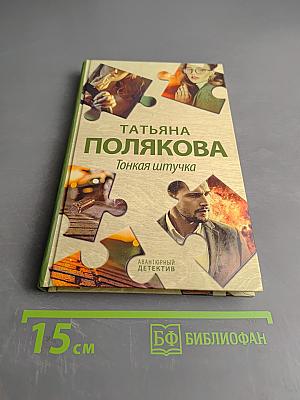 ТАТЬЯНА
ПОЛЯКОВА
Тонкая штучка
АВАНТЮРНЫЙ
ДЕТЕКТИВ
15 см
БФ БИБЛИОФАН